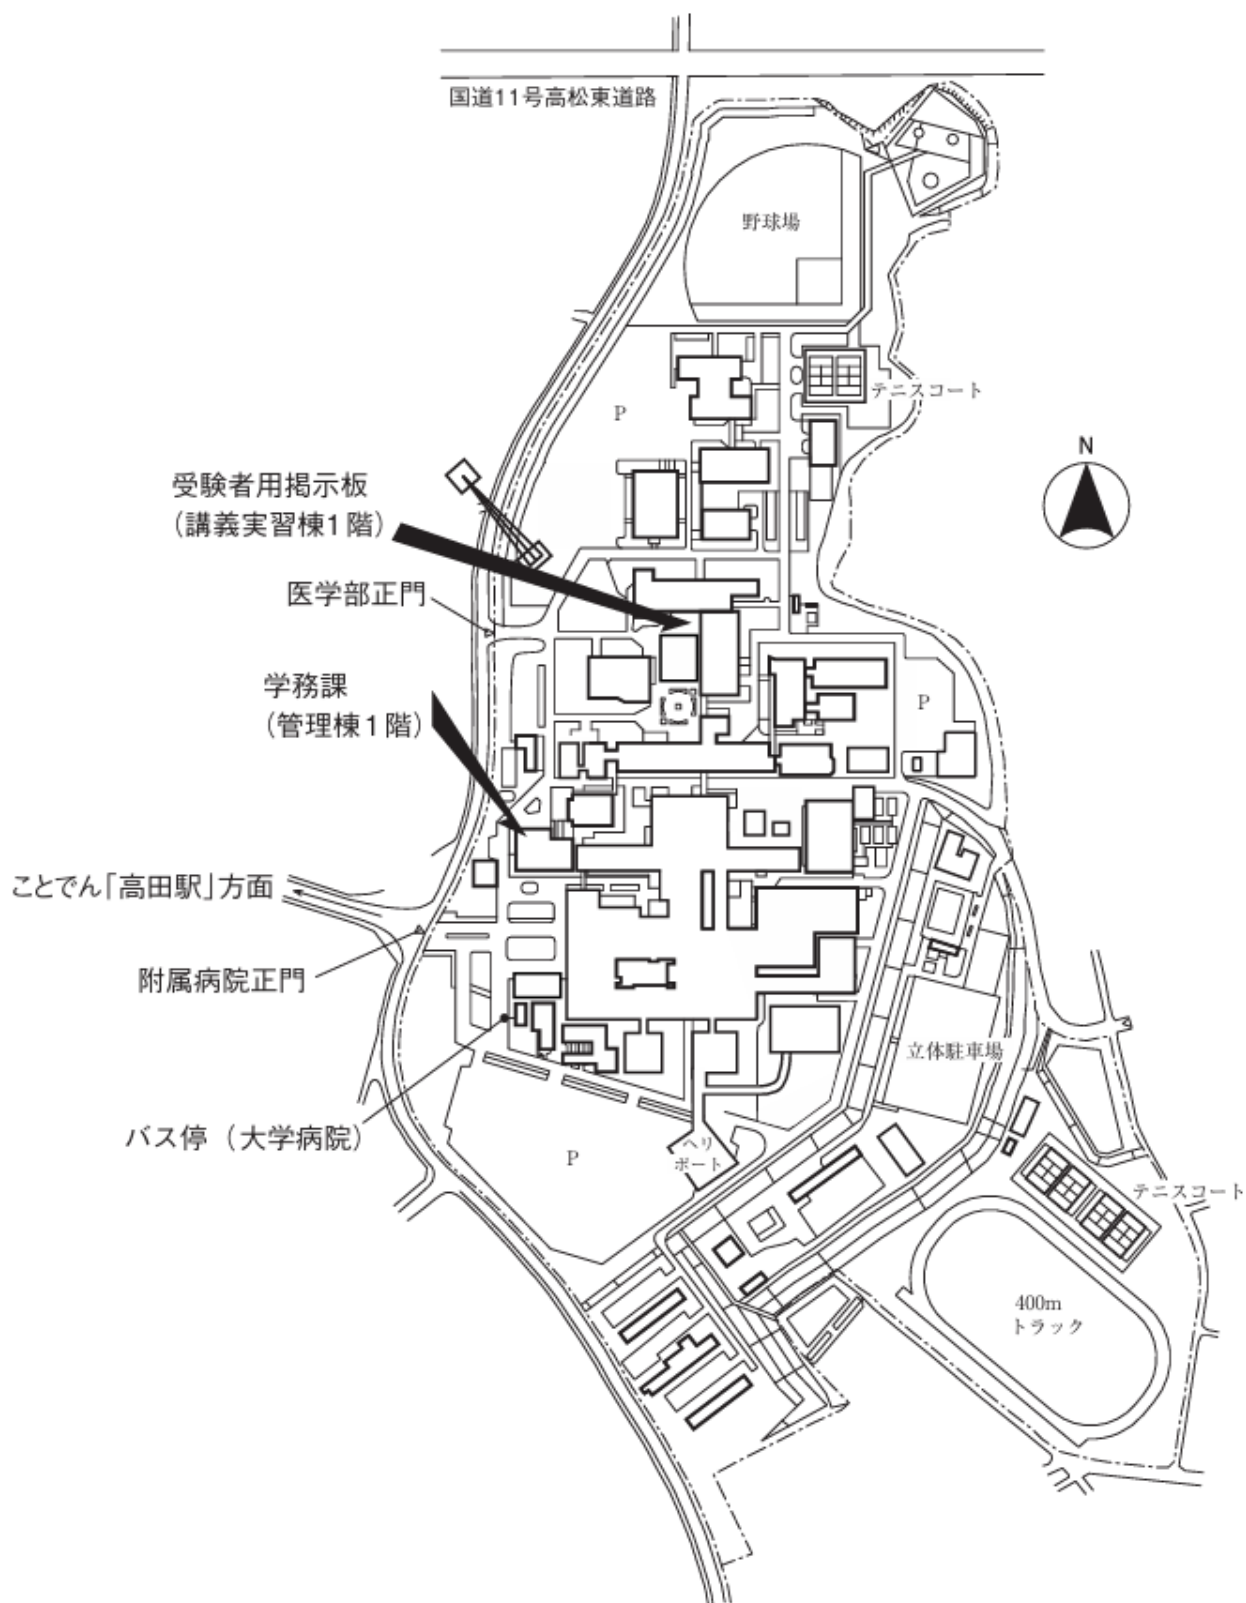 国道11号高松東道路
野球場
テニスコート
P
N
受験者用掲示板
（講義実習棟1階）
医学部正門
学務課
（管理棟1階）
P
ことでん「高田駅」方面
附属病院正門
立体駐車場
バス停（大学病院）
P
ヘリ
ポート
テニスコート
400m
トラック